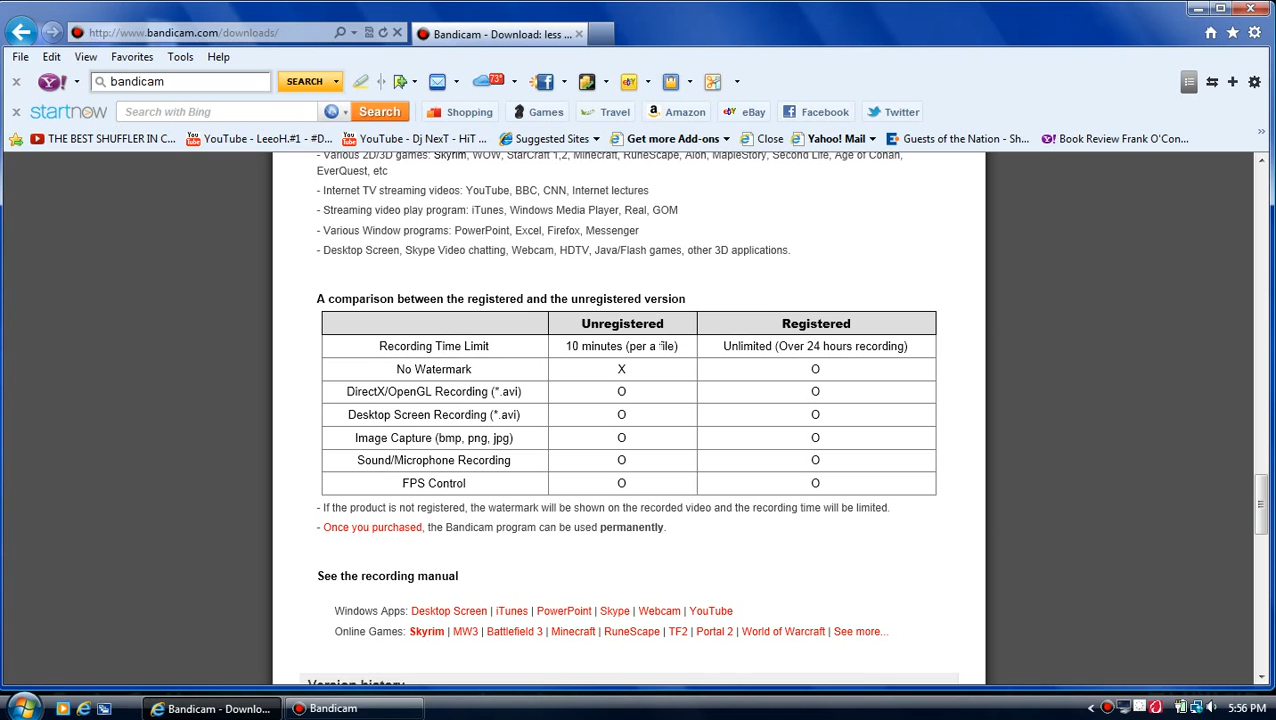 http://www.bandicam.com/downloads/
Bandicam - Download: less ...
File Edit View Favorites Tools Help
Y! bandicam SEARCH 73°
startnow Search with Bing Search Shopping Games Travel Amazon eBay Facebook Twitter
THE BEST SHUFFLER IN C... YouTube - LeeoH.#1 - #D... YouTube - Dj NexT - HiT ... Suggested Sites Get more Add-ons Close Yahoo! Mail Guests of the Nation - Sh... Book Review Frank O'Con...
- Various 2D/3D games: Skyrim, WOW, StarCraft 1,2, Minecraft, RuneScape, Aion, MapleStory, Second Life, Age of Conan,
EverQuest, etc
- Internet TV streaming videos: YouTube, BBC, CNN, Internet lectures
- Streaming video play program: iTunes, Windows Media Player, Real, GOM
- Various Window programs: PowerPoint, Excel, Firefox, Messenger
- Desktop Screen, Skype Video chatting, Webcam, HDTV, Java/Flash games, other 3D applications.
A comparison between the registered and the unregistered version
Unregistered Registered
Recording Time Limit 10 minutes (per a file) Unlimited (Over 24 hours recording)
No Watermark X O
DirectX/OpenGL Recording (*.avi) O O
Desktop Screen Recording (*.avi) O O
Image Capture (bmp, png, jpg) O O
Sound/Microphone Recording O O
FPS Control O O
- If the product is not registered, the watermark will be shown on the recorded video and the recording time will be limited.
- Once you purchased, the Bandicam program can be used permanently.
See the recording manual
Windows Apps: Desktop Screen | iTunes | PowerPoint | Skype | Webcam | YouTube
Online Games: Skyrim | MW3 | Battlefield 3 | Minecraft | RuneScape | TF2 | Portal 2 | World of Warcraft | See more...
Version history
Bandicam - Downlo... Bandicam 5:56 PM